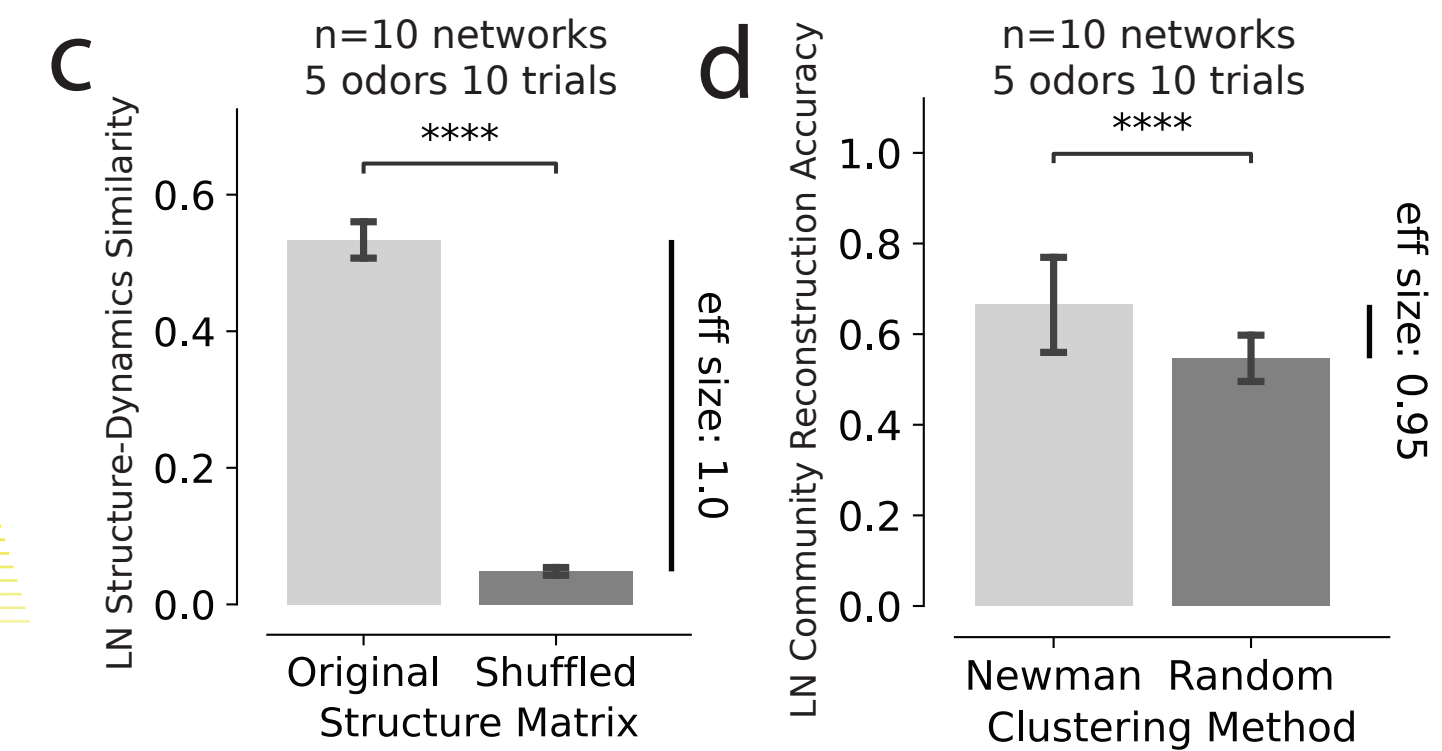 c
n=10 networks
5 odors 10 trials
****
LN Structure-Dynamics Similarity
0.6
0.4
0.2
0.0
eff size: 1.0
Original Shuffled
Structure Matrix
d
n=10 networks
5 odors 10 trials
****
LN Community Reconstruction Accuracy
1.0
0.8
0.6
0.4
0.2
0.0
eff size: 0.95
Newman Random
Clustering Method